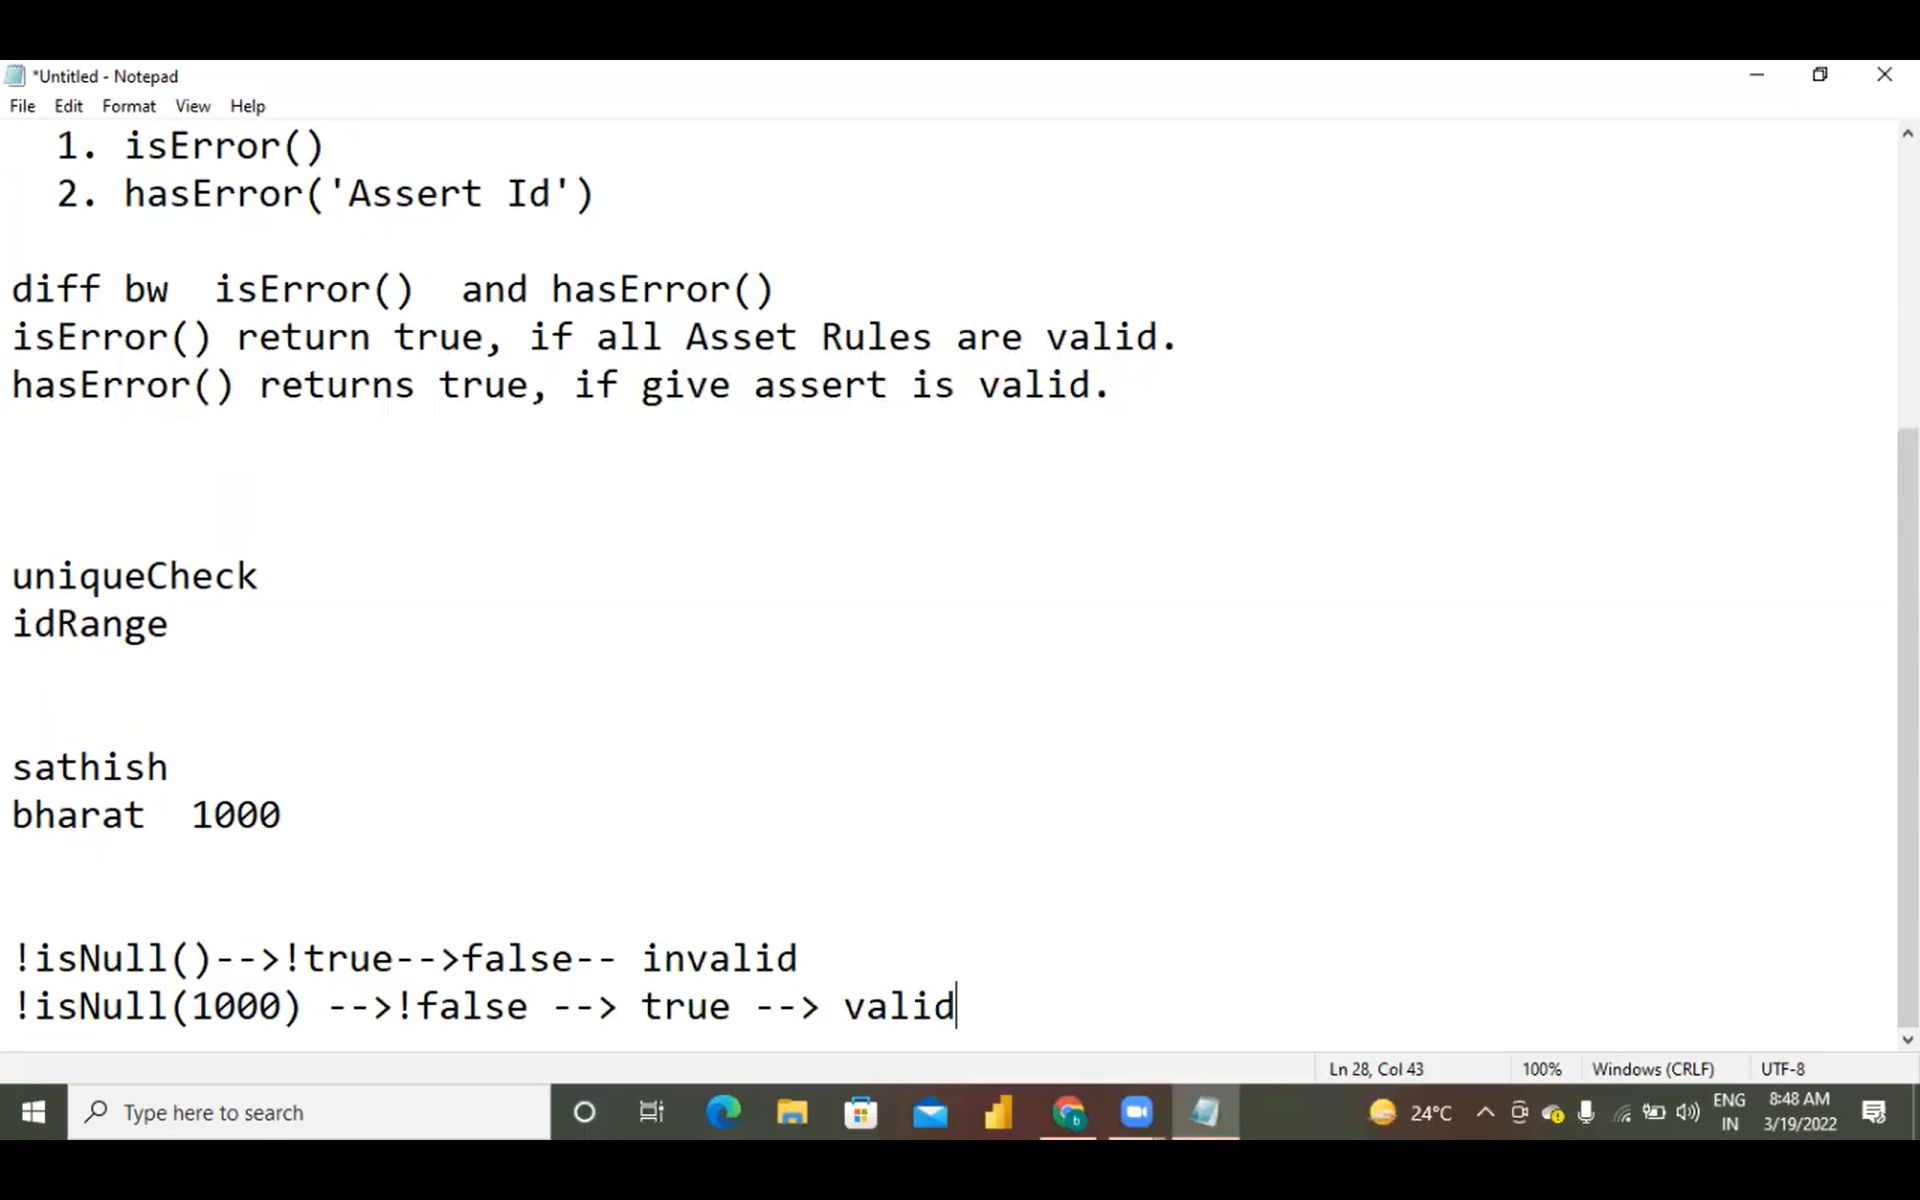 *Untitled - Notepad
File Edit Format View Help
1. isError()
2. hasError('Assert Id')
diff bw  isError()  and hasError()
isError() return true, if all Asset Rules are valid.
hasError() returns true, if give assert is valid.
uniqueCheck
idRange
sathish
bharat  1000
!isNull()-->!true-->false-- invalid
!isNull(1000) -->!false --> true --> valid
Ln 28, Col 43 100% Windows (CRLF) UTF-8
Type here to search
24°C
ENG
IN
8:48 AM
3/19/2022